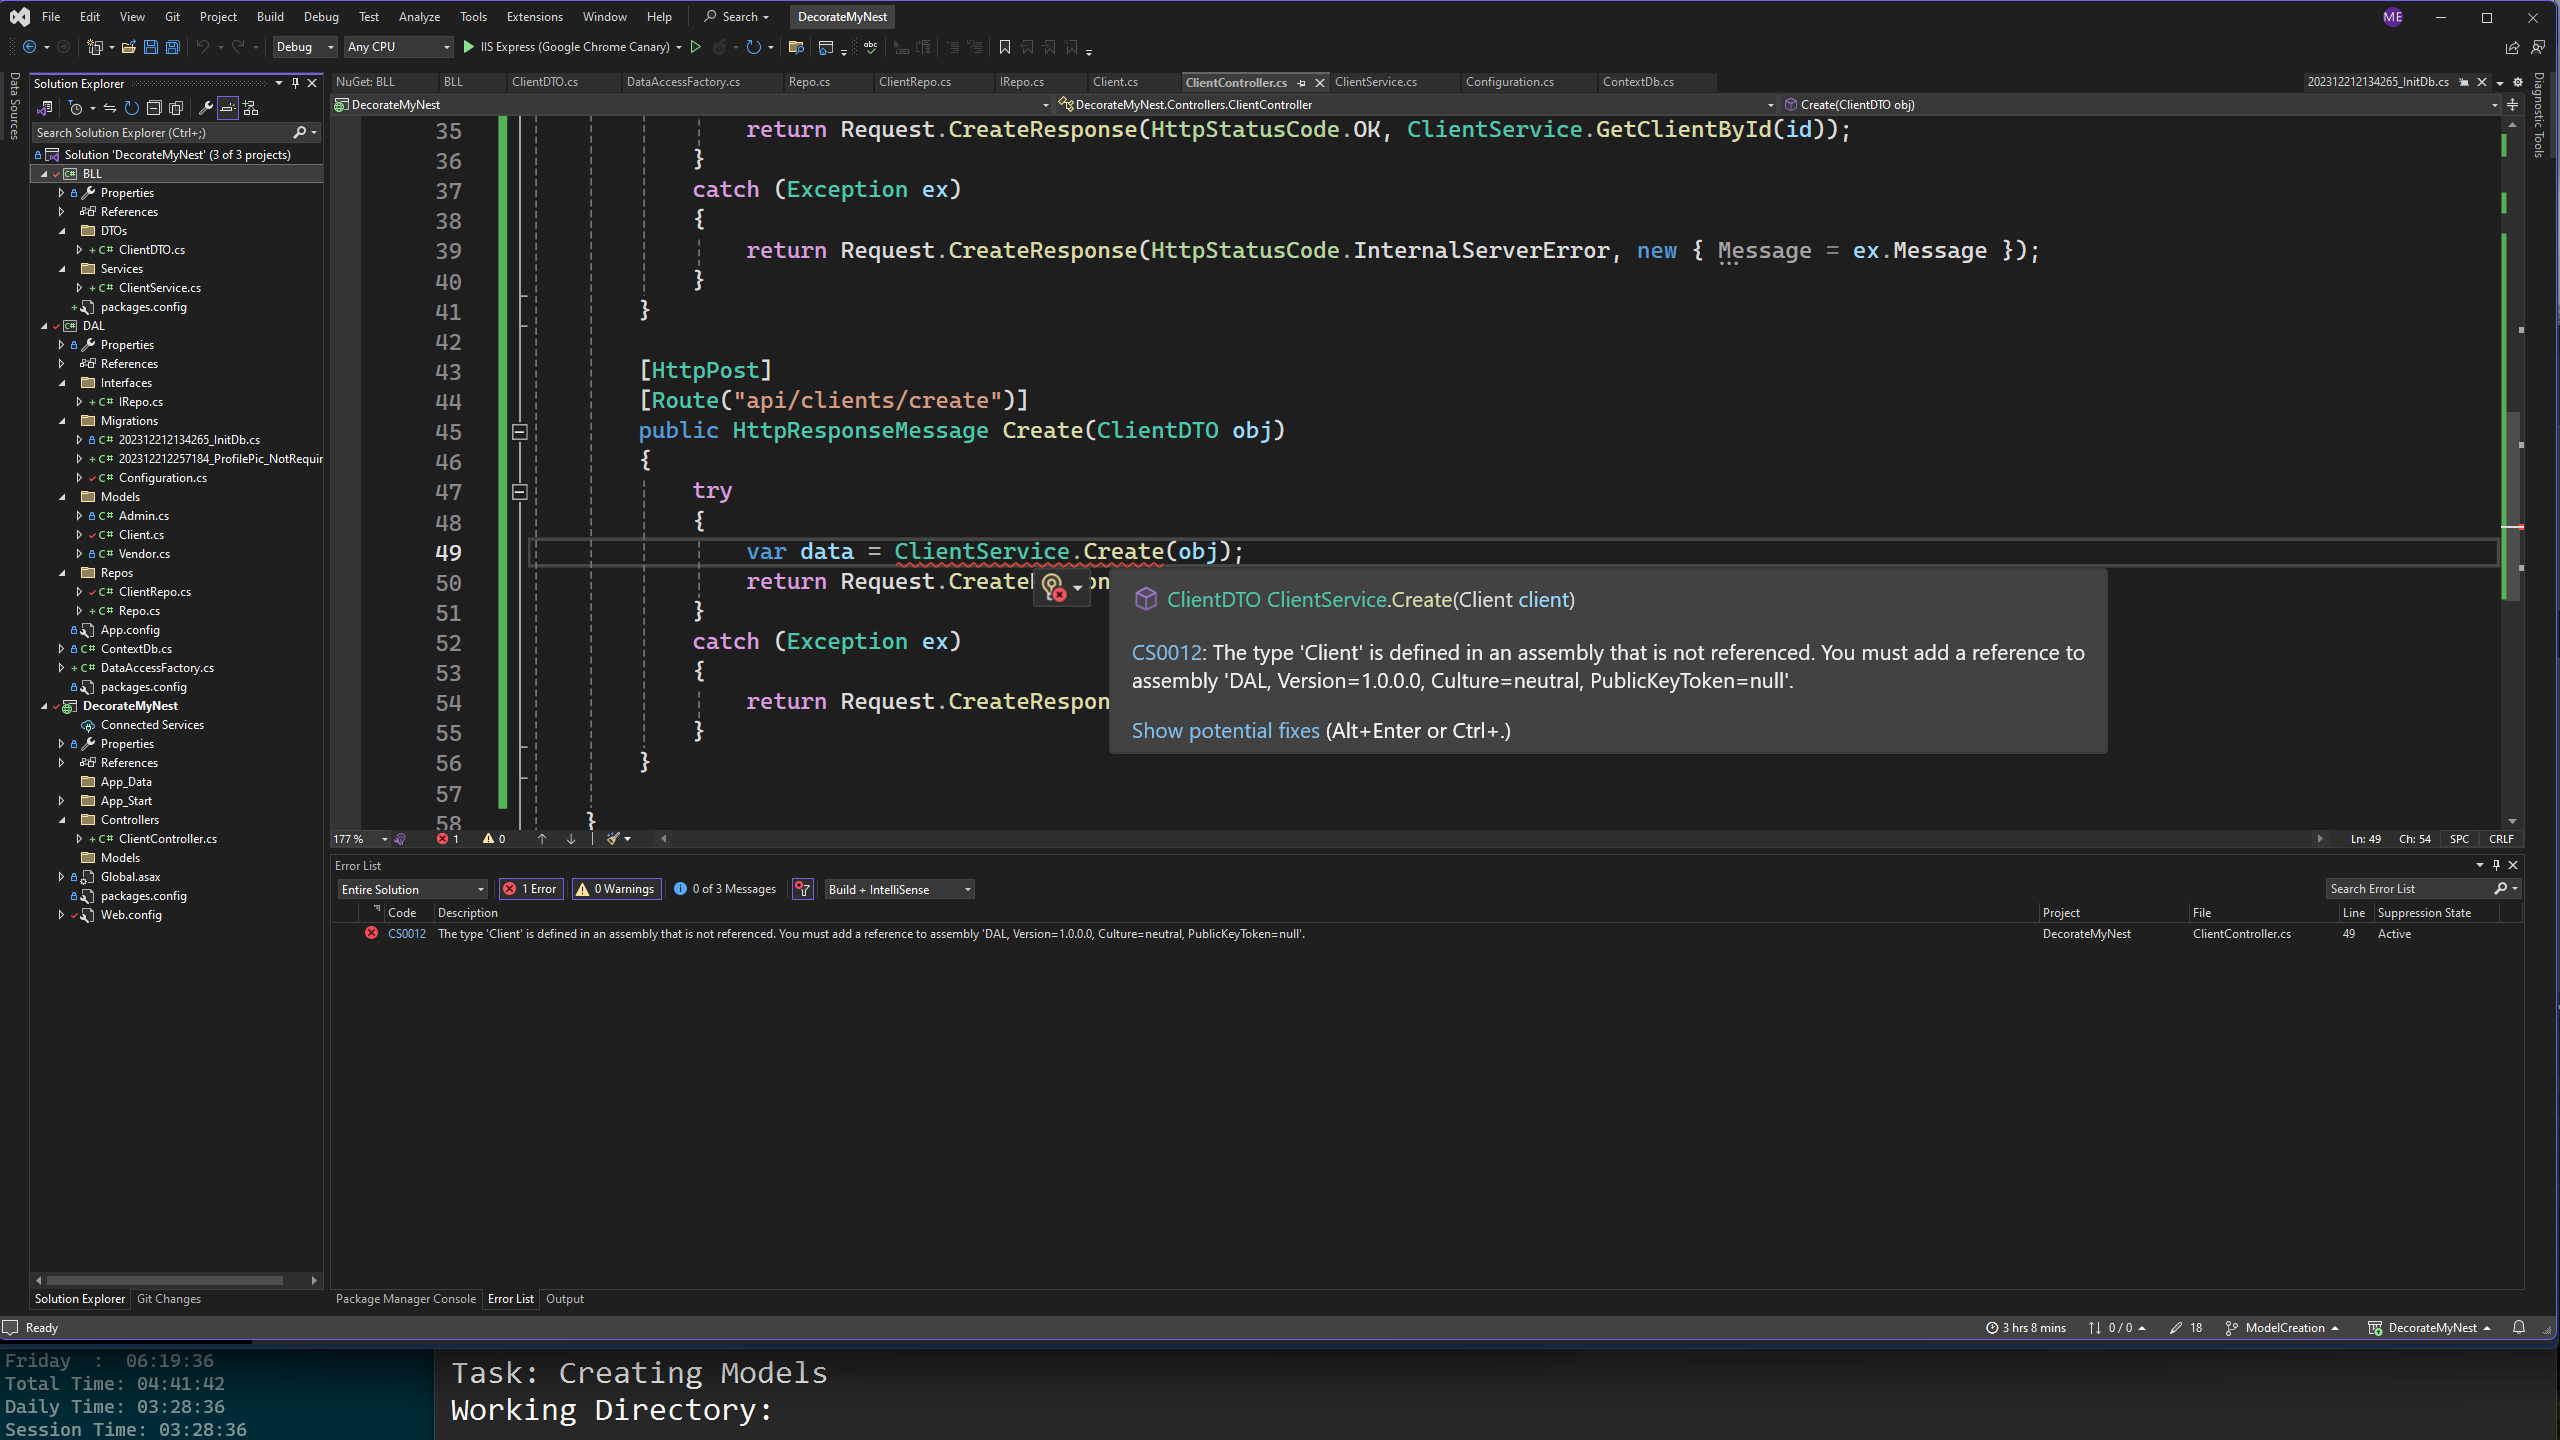 File Edit View Git Project Build Debug Test Analyze Tools Extensions Window Help Search DecorateMyNest ME
Debug Any CPU IIS Express (Google Chrome Canary)
Data Sources
Solution Explorer
Search Solution Explorer (Ctrl+;)
Solution 'DecorateMyNest' (3 of 3 projects)
BLL
Properties
References
DTOs
C# ClientDTO.cs
Services
C# ClientService.cs
packages.config
DAL
Properties
References
Interfaces
C# IRepo.cs
Migrations
C# 202312212134265_InitDb.cs
C# 202312212257184_ProfilePic_NotRequir
C# Configuration.cs
Models
C# Admin.cs
C# Client.cs
C# Vendor.cs
Repos
C# ClientRepo.cs
C# Repo.cs
App.config
C# ContextDb.cs
C# DataAccessFactory.cs
packages.config
DecorateMyNest
Connected Services
Properties
References
App_Data
App_Start
Controllers
C# ClientController.cs
Models
Global.asax
packages.config
Web.config
Solution Explorer Git Changes
NuGet: BLL BLL ClientDTO.cs DataAccessFactory.cs Repo.cs ClientRepo.cs IRepo.cs Client.cs ClientController.cs ClientService.cs Configuration.cs ContextDb.cs 202312212134265_InitDb.cs
DecorateMyNest DecorateMyNest.Controllers.ClientController Create(ClientDTO obj)
Diagnostic Tools
35 return Request.CreateResponse(HttpStatusCode.OK, ClientService.GetClientById(id));
36 }
37 catch (Exception ex)
38 {
39 return Request.CreateResponse(HttpStatusCode.InternalServerError, new { Message = ex.Message });
40 }
41 }
42
43 [HttpPost]
44 [Route("api/clients/create")]
45 public HttpResponseMessage Create(ClientDTO obj)
46 {
47 try
48 {
49 var data = ClientService.Create(obj);
50 return Request.Create on
51 }
52 catch (Exception ex)
53 {
54 return Request.CreateRespon
55 }
56 }
57
58 }
ClientDTO ClientService.Create(Client client)
CS0012: The type 'Client' is defined in an assembly that is not referenced. You must add a reference to
assembly 'DAL, Version=1.0.0.0, Culture=neutral, PublicKeyToken=null'.
Show potential fixes (Alt+Enter or Ctrl+.)
177 % 1 0 Ln: 49 Ch: 54 SPC CRLF
Error List
Entire Solution 1 Error 0 Warnings 0 of 3 Messages Build + IntelliSense Search Error List
Code Description Project File Line Suppression State
CS0012 The type 'Client' is defined in an assembly that is not referenced. You must add a reference to assembly 'DAL, Version=1.0.0.0, Culture=neutral, PublicKeyToken=null'. DecorateMyNest ClientController.cs 49 Active
Package Manager Console Error List Output
Ready 3 hrs 8 mins 0 / 0 18 ModelCreation DecorateMyNest
Friday : 06:19:36
Total Time: 04:41:42
Daily Time: 03:28:36
Session Time: 03:28:36
Task: Creating Models
Working Directory: